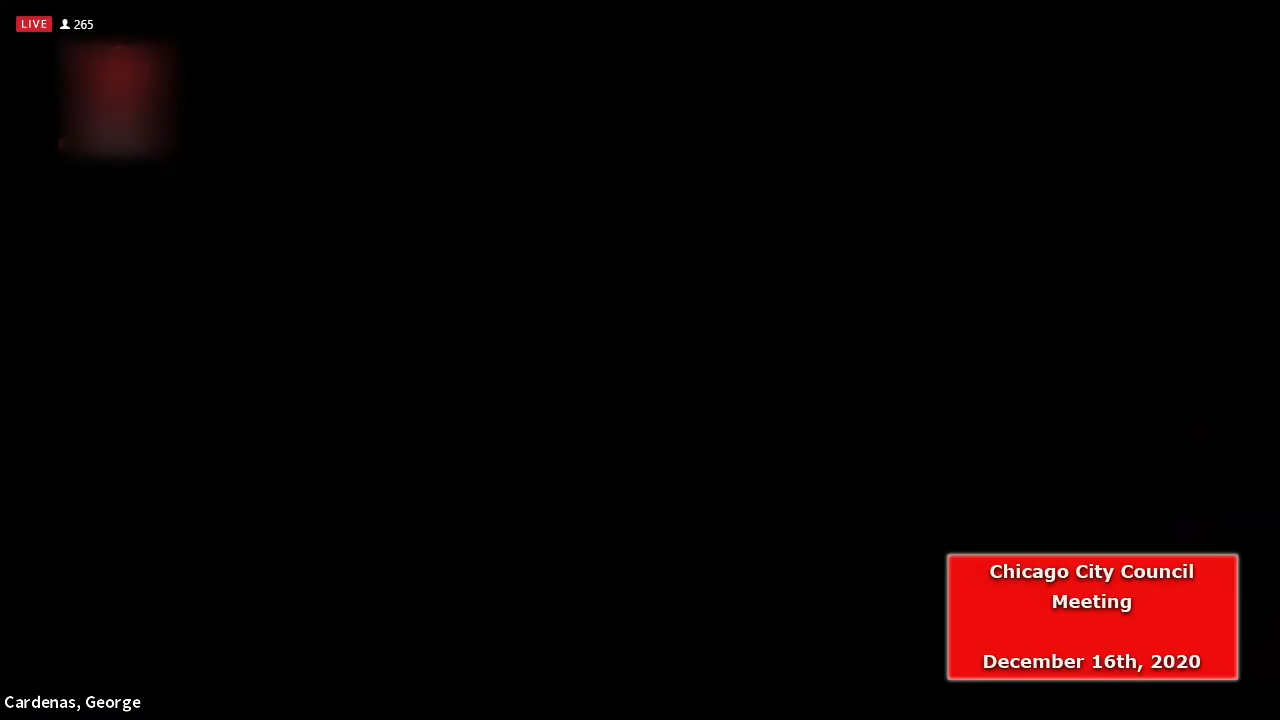 LIVE 265
Chicago City Council
Meeting
December 16th, 2020
Cardenas, George